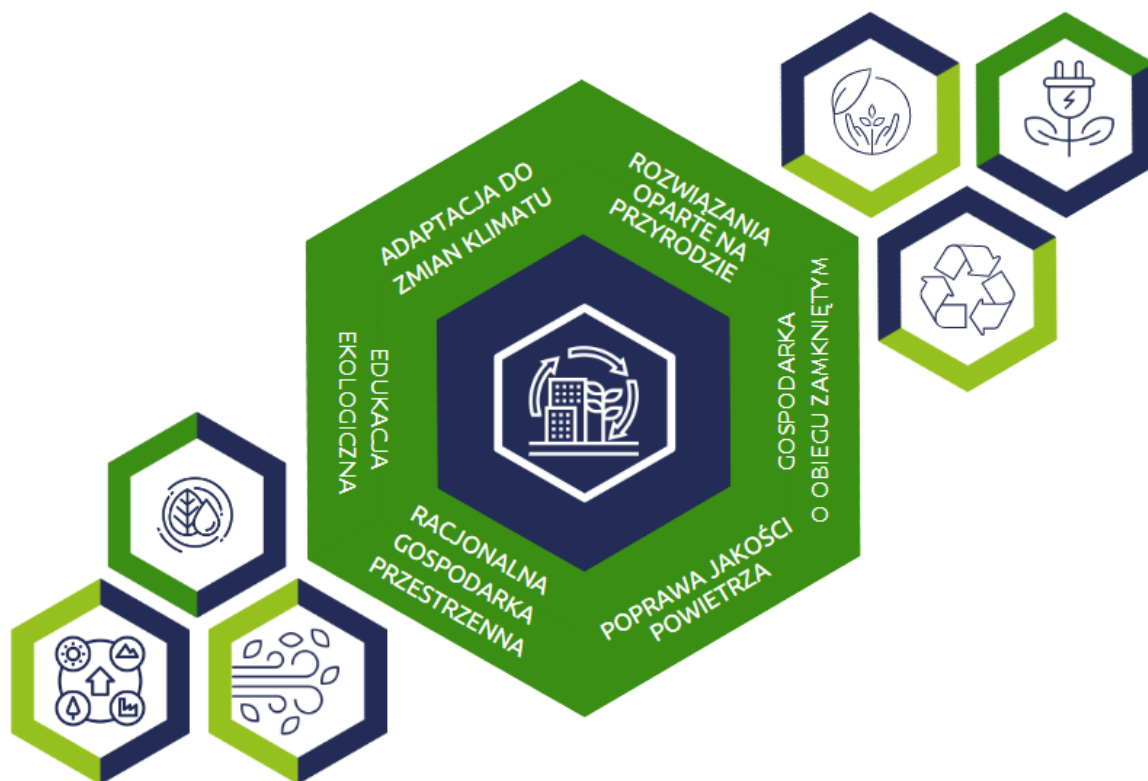 ADAPTACJA DO
ZMIAN KLIMATU
ROZWIĄZANIA
OPARTE NA
PRZYRODZIE
GOSPODARKA
O OBIEGU ZAMKNIĘTYM
POPRAWA JAKOŚCI
POWIETRZA
RACJONALNA
GOSPODARKA
PRZESTRZENNA
EDUKACJA
EKOLOGICZNA